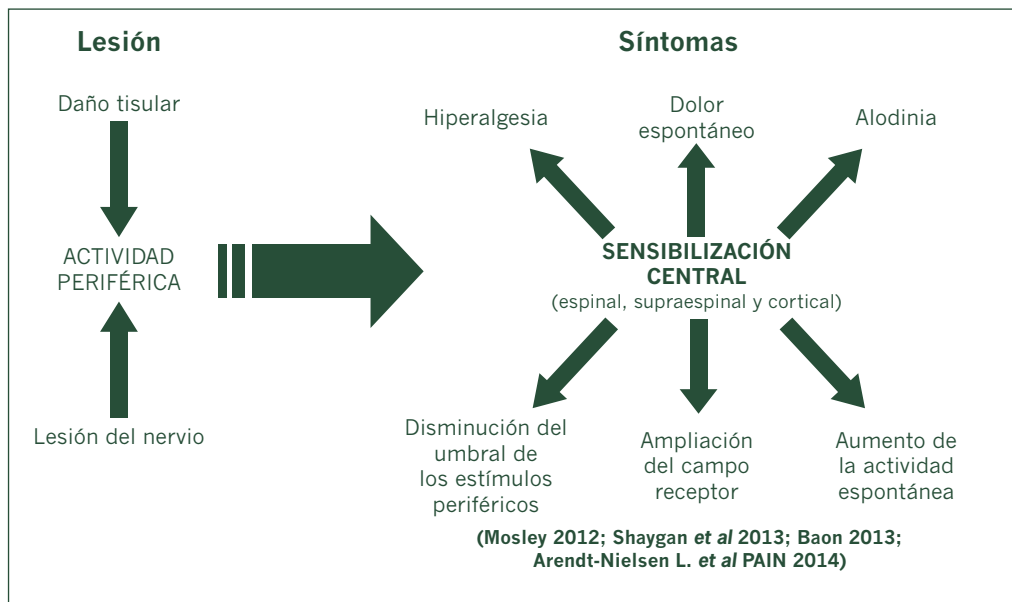 Lesión
Daño tisular
ACTIVIDAD
PERIFÉRICA
Lesión del nervio
Síntomas
Hiperalgesia
Dolor
espontáneo
Alodinia
SENSIBILIZACIÓN
CENTRAL
(espinal, supraespinal y cortical)
Disminución del
umbral de
los estímulos
periféricos
Ampliación
del campo
receptor
Aumento de
la actividad
espontánea
(Mosley 2012; Shaygan et al 2013; Baon 2013;
Arendt-Nielsen L. et al PAIN 2014)